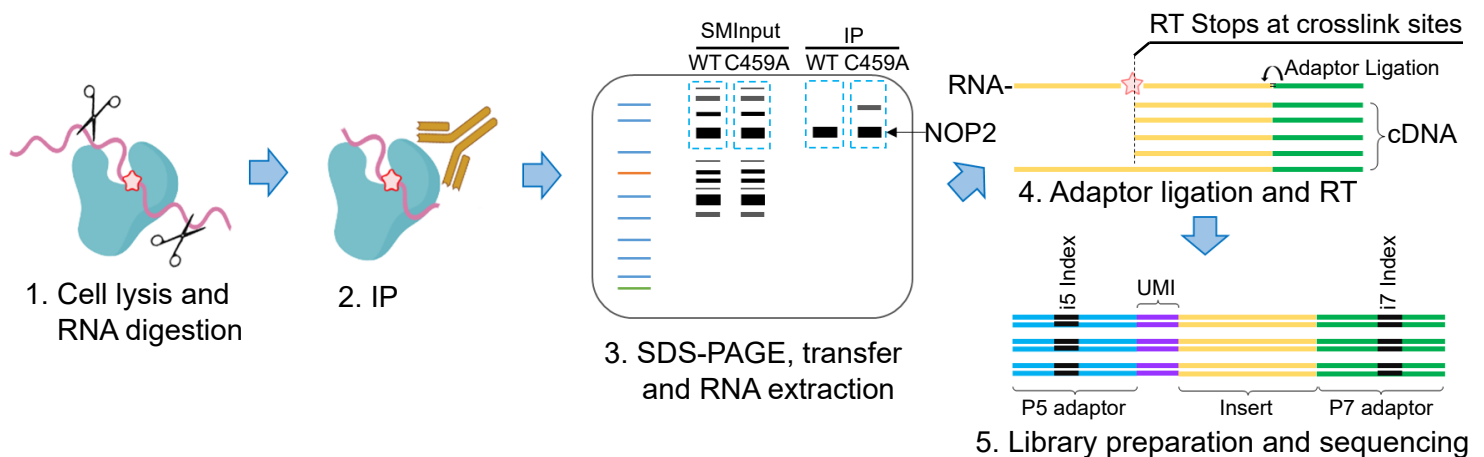 1. Cell lysis and
RNA digestion
2. IP
SMInput
IP
WT C459A
WT C459A
NOP2
3. SDS-PAGE, transfer
and RNA extraction
RT Stops at crosslink sites
Adaptor Ligation
RNA-
cDNA
4. Adaptor ligation and RT
i5 Index
UMI
i7 Index
P5 adaptor
Insert
P7 adaptor
5. Library preparation and sequencing